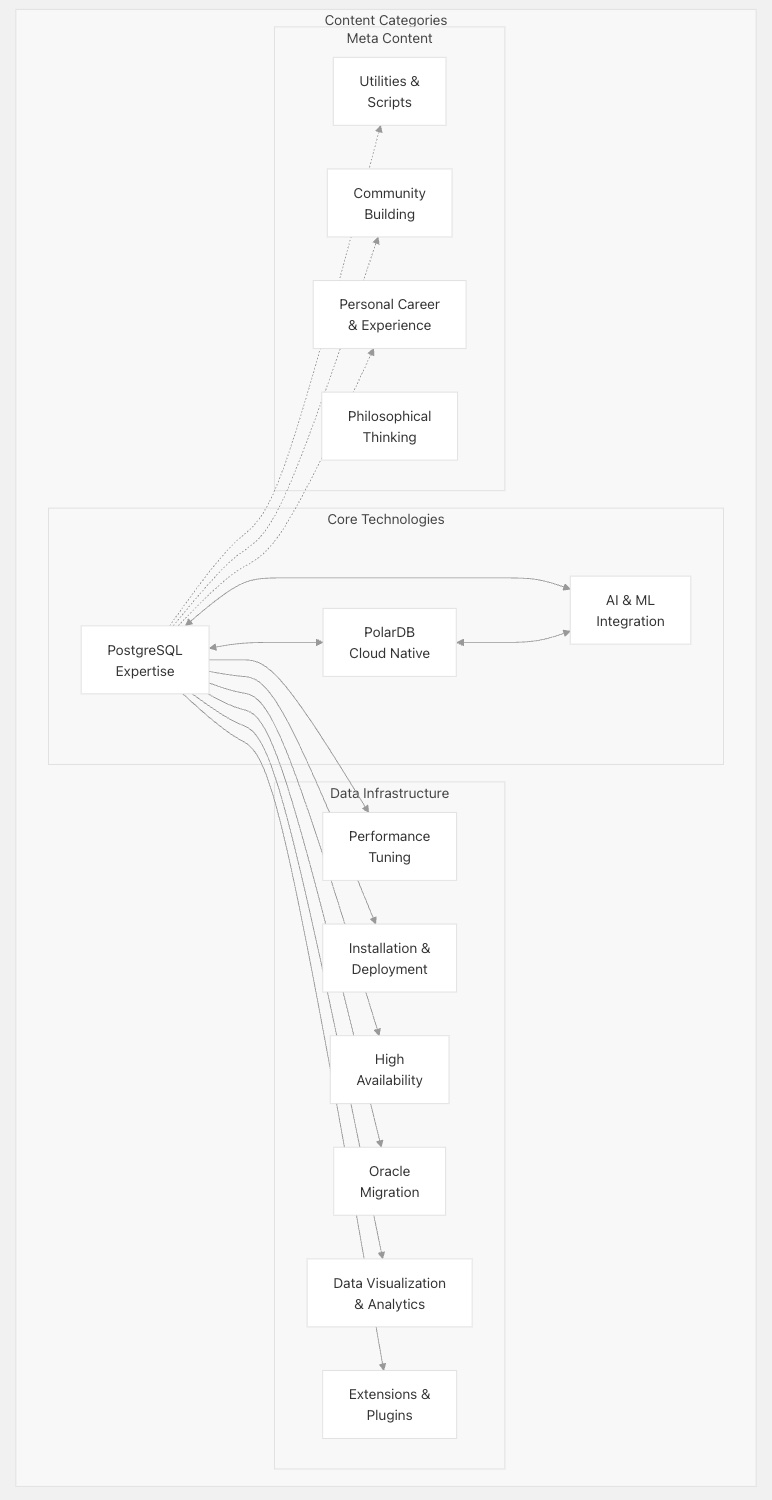 Content Categories
Meta Content
Utilities &
Scripts
Community
Building
Personal Career
& Experience
Philosophical
Thinking
Core Technologies
AI & ML
Integration
PolarDB
Cloud Native
PostgreSQL
Expertise
Data Infrastructure
Performance
Tuning
Installation &
Deployment
High
Availability
Oracle
Migration
Data Visualization
& Analytics
Extensions &
Plugins